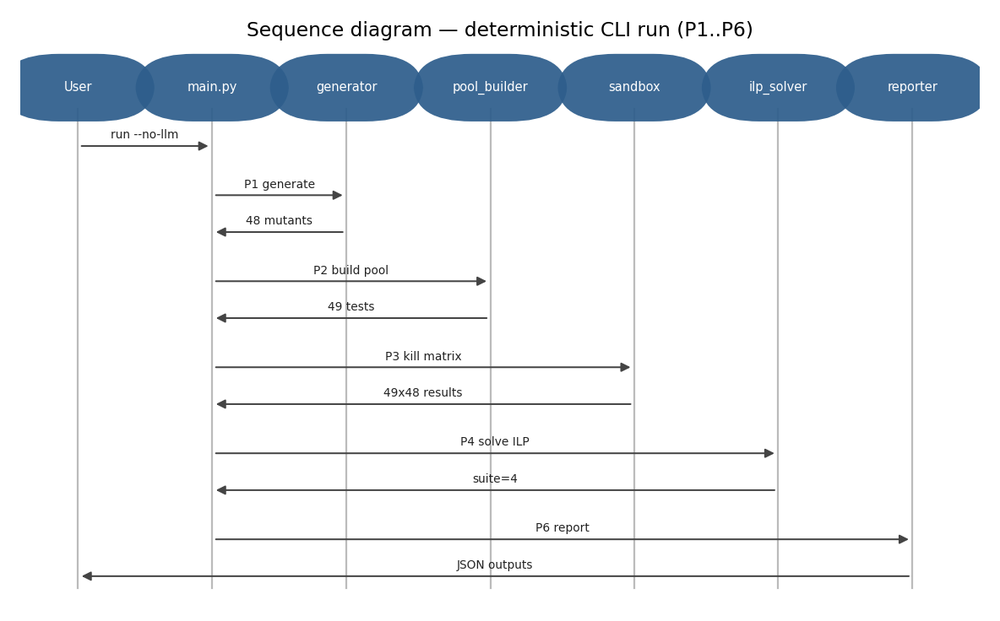 Sequence diagram — deterministic CLI run (P1..P6)
User
main.py
generator
pool_builder
sandbox
ilp_solver
reporter
run --no-llm
P1 generate
48 mutants
P2 build pool
49 tests
P3 kill matrix
49x48 results
P4 solve ILP
suite=4
P6 report
JSON outputs